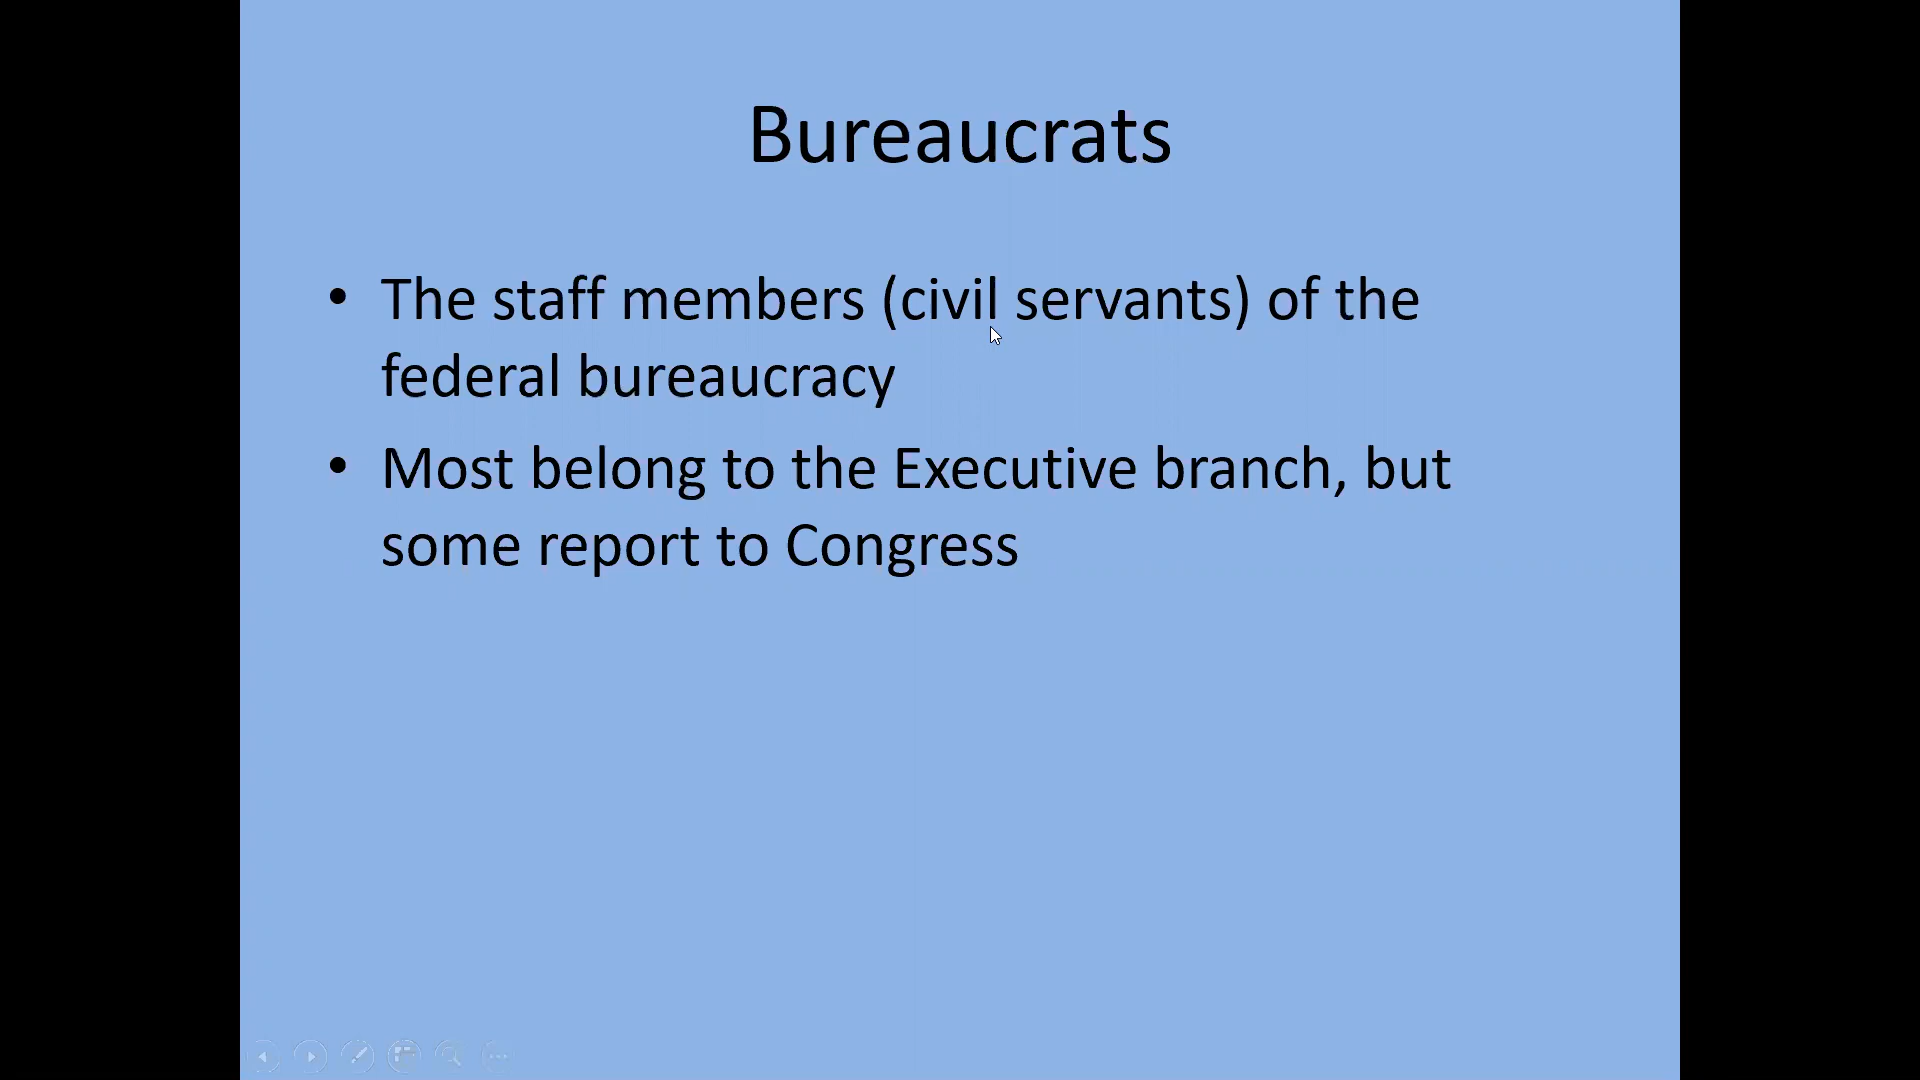 Bureaucrats
• The staff members (civil servants) of the
federal bureaucracy
• Most belong to the Executive branch, but
some report to Congress